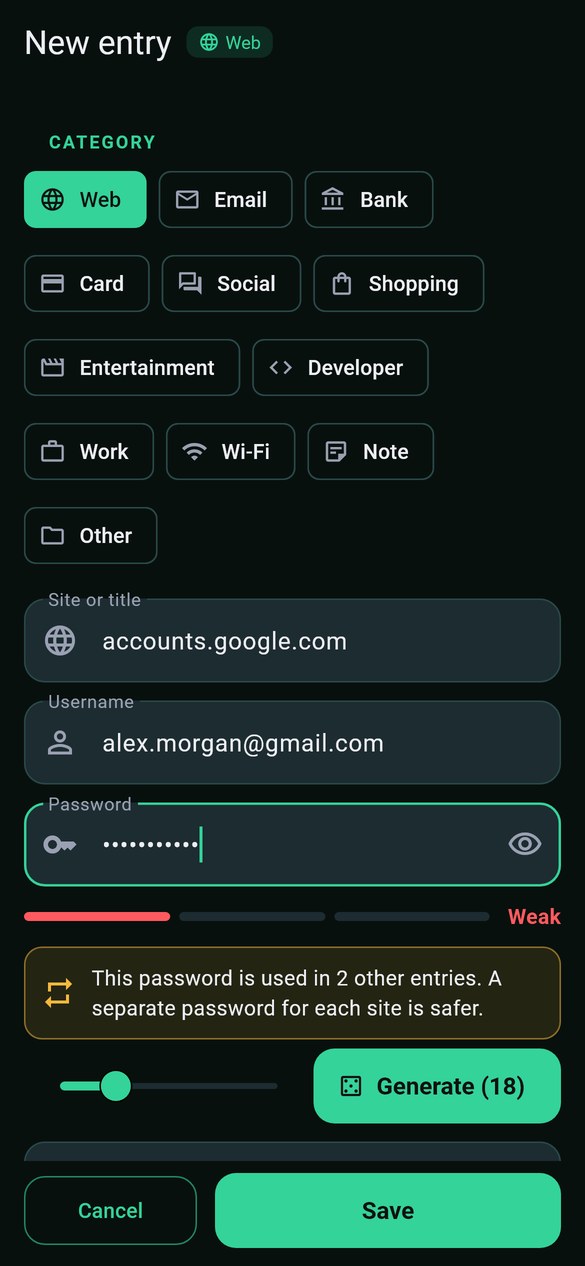 New entry
Web
CATEGORY
Web
Email
Bank
Card
Social
Shopping
Entertainment
Developer
Work
Wi-Fi
Note
Other
Site or title
accounts.google.com
Username
alex.morgan@gmail.com
Password
•••••••••••
Weak
This password is used in 2 other entries. A
separate password for each site is safer.
Generate (18)
Cancel
Save